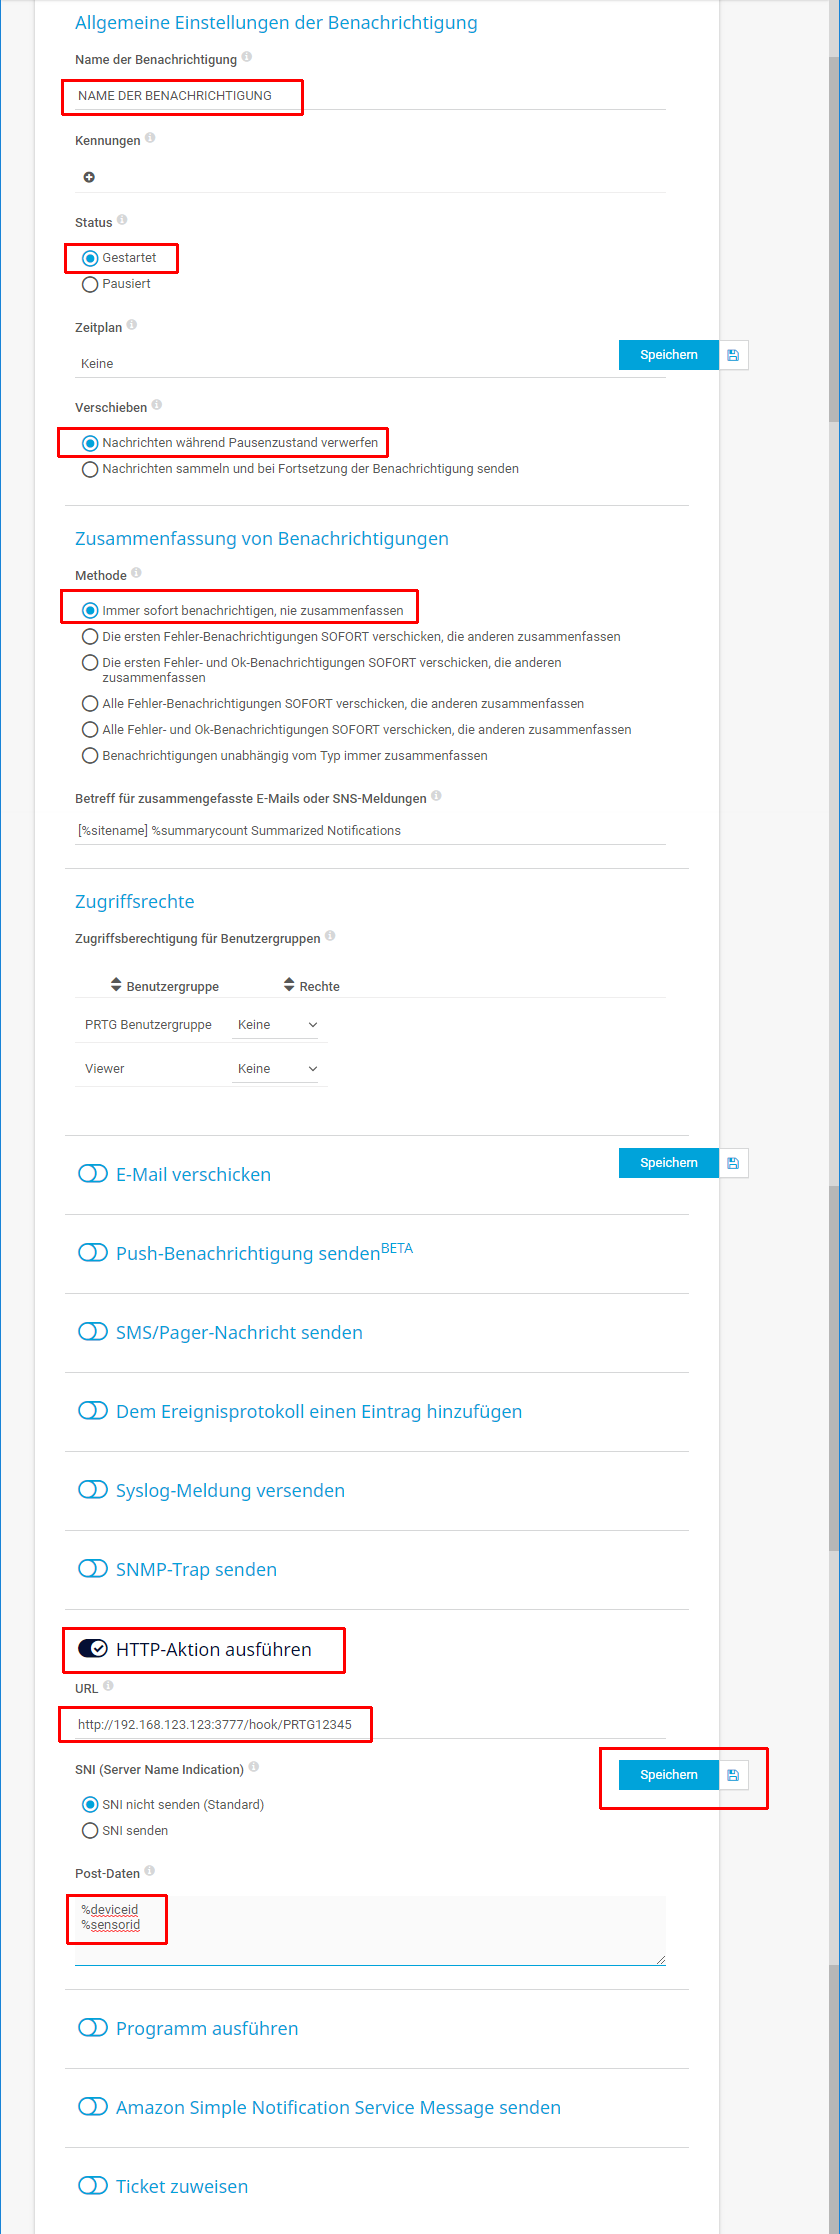 Allgemeine Einstellungen der Benachrichtigung
Name der Benachrichtigung
NAME DER BENACHRICHTIGUNG
Kennungen
Status
Gestartet
Pausiert
Zeitplan
Keine
Speichern
Verschieben
Nachrichten während Pausenzustand verwerfen
Nachrichten sammeln und bei Fortsetzung der Benachrichtigung senden
Zusammenfassung von Benachrichtigungen
Methode
Immer sofort benachrichtigen, nie zusammenfassen
Die ersten Fehler-Benachrichtigungen SOFORT verschicken, die anderen zusammenfassen
Die ersten Fehler- und Ok-Benachrichtigungen SOFORT verschicken, die anderen
zusammenfassen
Alle Fehler-Benachrichtigungen SOFORT verschicken, die anderen zusammenfassen
Alle Fehler- und Ok-Benachrichtigungen SOFORT verschicken, die anderen zusammenfassen
Benachrichtigungen unabhängig vom Typ immer zusammenfassen
Betreff für zusammengefasste E-Mails oder SNS-Meldungen
[%sitename] %summarycount Summarized Notifications
Zugriffsrechte
Zugriffsberechtigung für Benutzergruppen
Benutzergruppe Rechte
PRTG Benutzergruppe Keine
Viewer Keine
E-Mail verschicken
Speichern
Push-Benachrichtigung senden BETA
SMS/Pager-Nachricht senden
Dem Ereignisprotokoll einen Eintrag hinzufügen
Syslog-Meldung versenden
SNMP-Trap senden
HTTP-Aktion ausführen
URL
http://192.168.123.123:3777/hook/PRTG12345
SNI (Server Name Indication)
Speichern
SNI nicht senden (Standard)
SNI senden
Post-Daten
%deviceid
%sensorid
Programm ausführen
Amazon Simple Notification Service Message senden
Ticket zuweisen